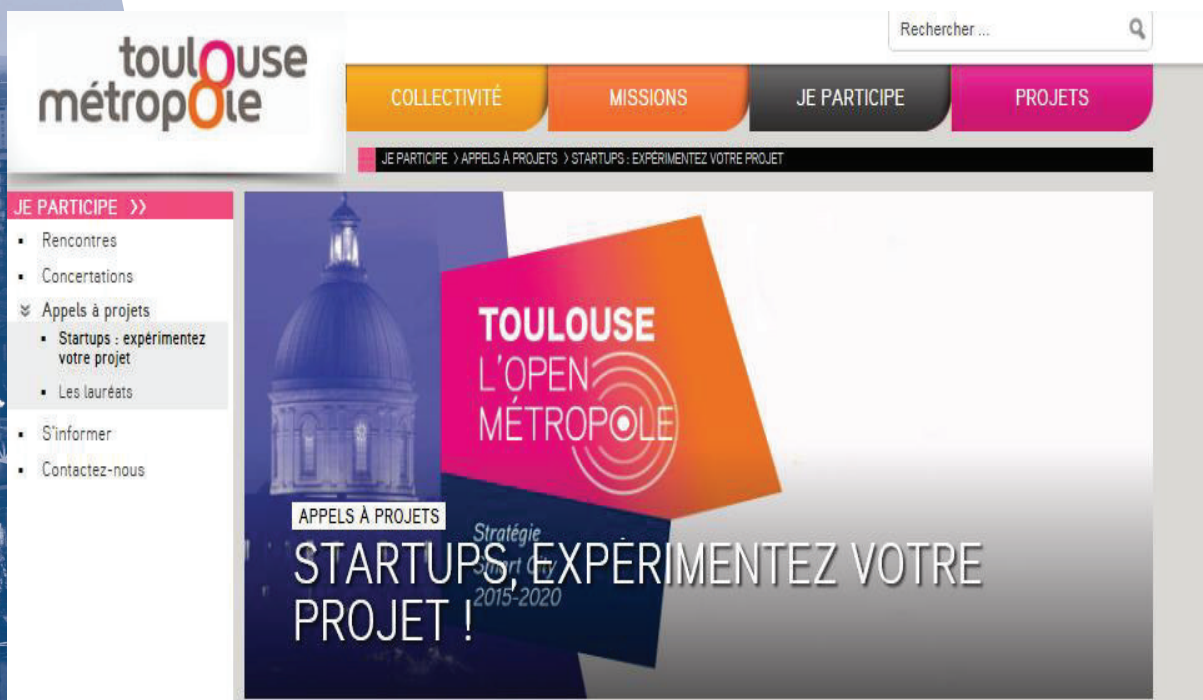 Rechercher ...
toulouse
métropole
COLLECTIVITÉ
MISSIONS
JE PARTICIPE
PROJETS
JE PARTICIPE > APPELS À PROJETS > STARTUPS : EXPÉRIMENTEZ VOTRE PROJET
JE PARTICIPE >>
Rencontres
Concertations
Appels à projets
Startups : expérimentez
votre projet
Les lauréats
S'informer
Contactez-nous
TOULOUSE
L'OPEN
MÉTROPOLE
APPELS À PROJETS
Stratégie
Smart City
2015-2020
STARTUPS, EXPÉRIMENTEZ VOTRE
PROJET !